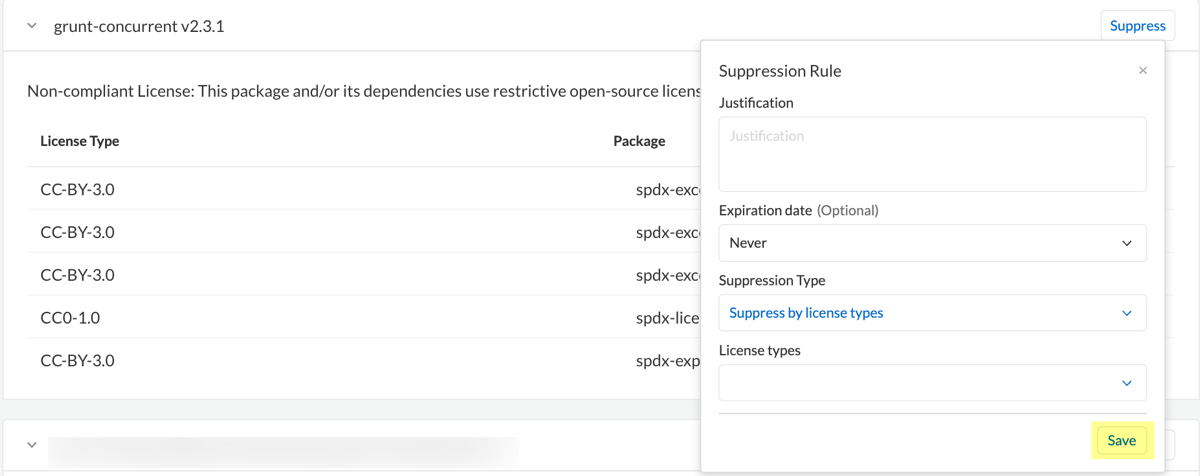 grunt-concurrent v2.3.1
Suppress
Non-compliant License: This package and/or its dependencies use restrictive open-source licens
License Type
Package
CC-BY-3.0
spdx-exc
CC-BY-3.0
spdx-exc
CC-BY-3.0
spdx-exc
CC0-1.0
spdx-lice
CC-BY-3.0
spdx-exp
Suppression Rule
×
Justification
Justification
Expiration date (Optional)
Never
Suppression Type
Suppress by license types
License types
Save